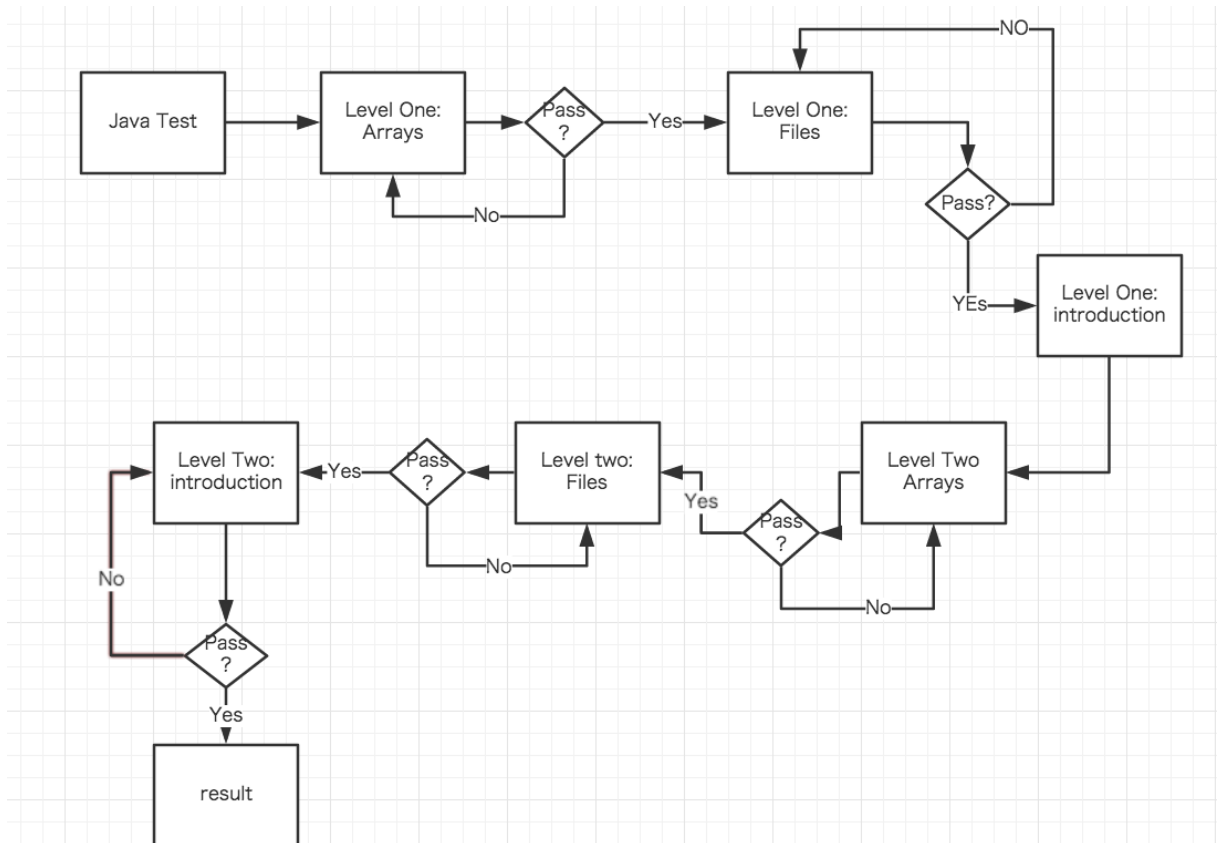 NO
Java Test
Level One:
Arrays
Pass
?
Yes
Level One:
Files
No
Pass?
YEs
Level One:
introduction
Level Two:
introduction
Yes
Pass
?
Level two:
Files
Yes
Level Two
Arrays
Pass
?
No
No
No
Pass
?
Yes
result